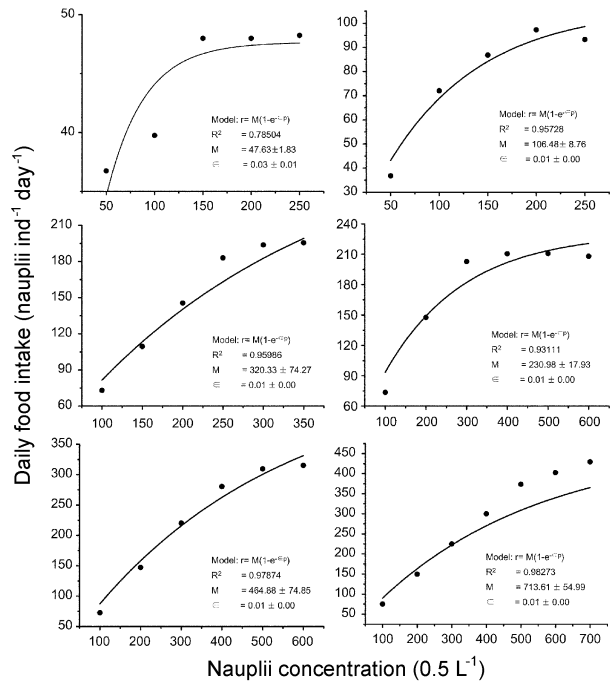 Daily food intake (nauplii ind⁻¹ day⁻¹)
48
40
50 100 150 200 250
Model: r= M(1-e⁻∈p)
R² = 0.78504
M = 47.63±1.83
∈ = 0.03 ± 0.01
100
90
80
70
60
50
40
30
50 100 150 200 250
Model: r= M(1-e⁻∈p)
R² = 0.95728
M = 106.48± 8.76
∈ = 0.01 ± 0.00
210
180
150
120
90
60
100 150 200 250 300 350
Model: r= M(1-e⁻∈p)
R² = 0.95986
M = 320.33 ± 74.27
∈ = 0.01 ± 0.00
240
210
180
150
120
90
60
100 200 300 400 500 600
Model: r= M(1-e⁻∈p)
R² = 0.93111
M = 230.98 ± 17.93
∈ = 0.01 ± 0.00
350
300
250
200
150
100
50
100 200 300 400 500 600
Model: r= M(1-e⁻∈p)
R² = 0.97874
M = 464.68 ± 74.85
∈ = 0.01 ± 0.00
450
400
350
300
250
200
150
100
50
100 200 300 400 500 600 700
Model: r= M(1-e⁻∈p)
R² = 0.98273
M = 713.61 ± 54.99
∈ = 0.01 ± 0.00
Nauplii concentration (0.5 L⁻¹)